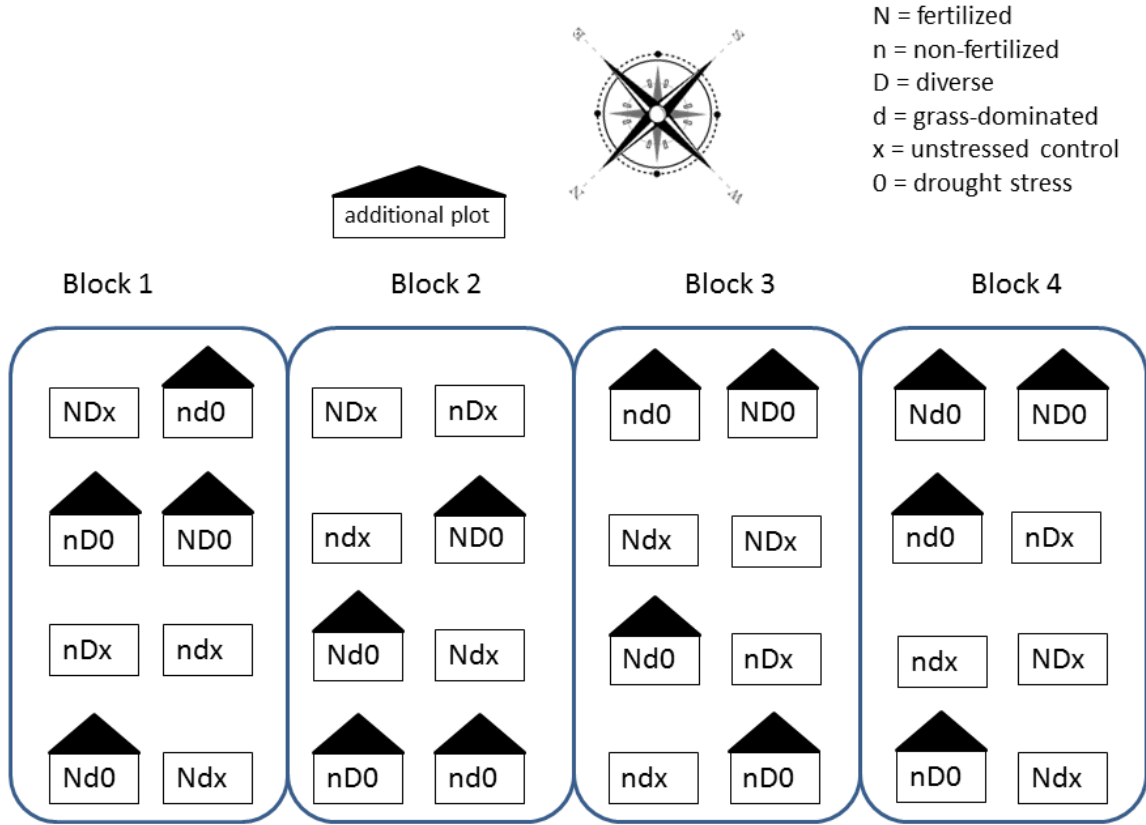 N = fertilized
n = non-fertilized
D = diverse
d = grass-dominated
x = unstressed control
0 = drought stress
E
S
N
W
additional plot
Block 1
Block 2
Block 3
Block 4
NDx
nd0
NDx
nDx
nd0
ND0
Nd0
ND0
nD0
ND0
ndx
ND0
Ndx
NDx
nd0
nDx
nDx
ndx
Nd0
Ndx
Nd0
nDx
ndx
NDx
Nd0
Ndx
nD0
nd0
ndx
nD0
nD0
Ndx